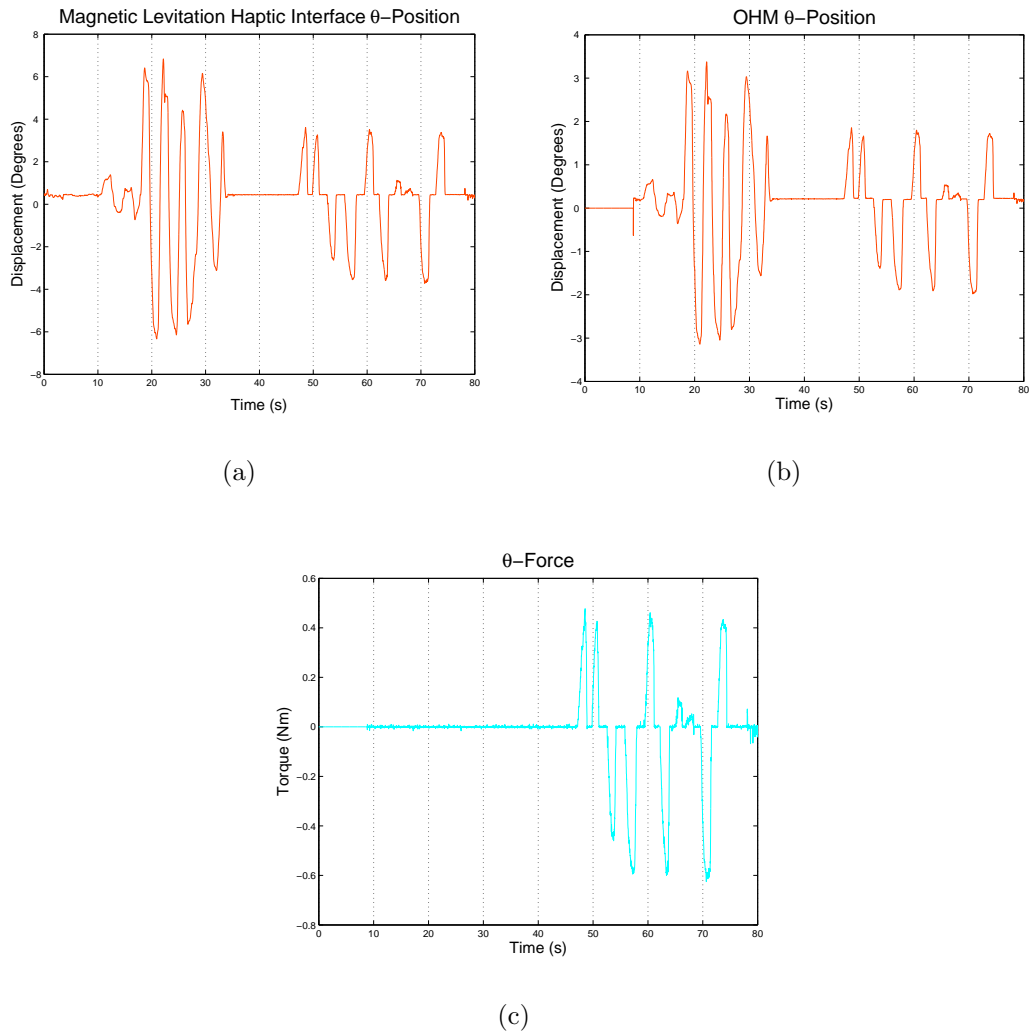 Magnetic Levitation Haptic Interface θ−Position
8
6
4
2
0
−2
−4
−6
−8
Displacement (Degrees)
0 10 20 30 40 50 60 70 80
Time (s)
(a)
OHM θ−Position
4
3
2
1
0
−1
−2
−3
−4
Displacement (Degrees)
0 10 20 30 40 50 60 70 80
Time (s)
(b)
θ−Force
0.6
0.4
0.2
0
−0.2
−0.4
−0.6
−0.8
Torque (Nm)
0 10 20 30 40 50 60 70 80
Time (s)
(c)